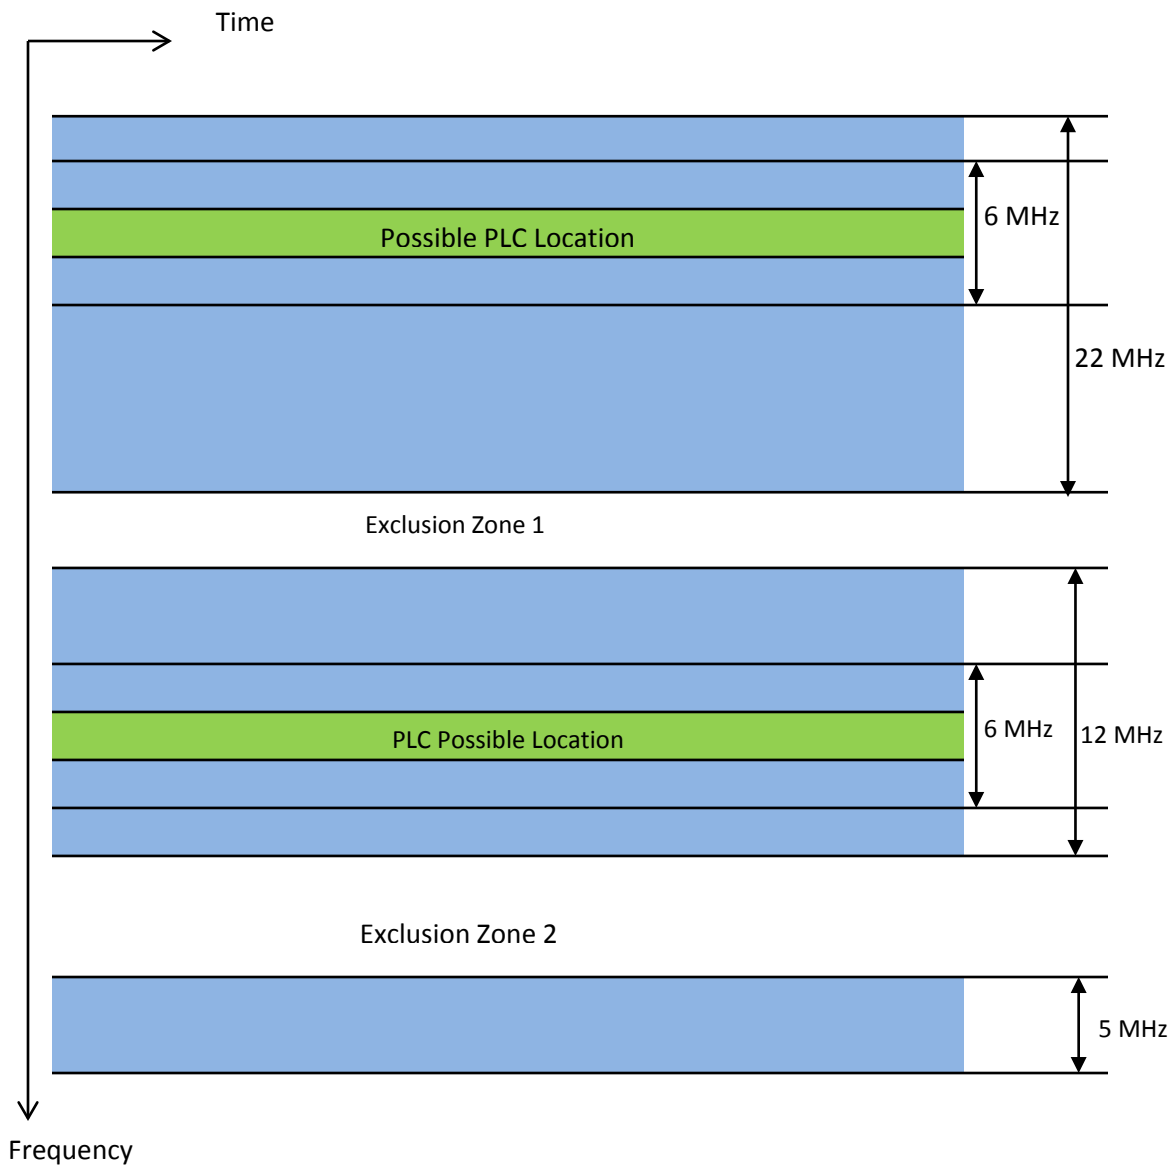 Time
6 MHz
Possible PLC Location
22 MHz
Exclusion Zone 1
6 MHz
12 MHz
PLC Possible Location
Exclusion Zone 2
5 MHz
Frequency